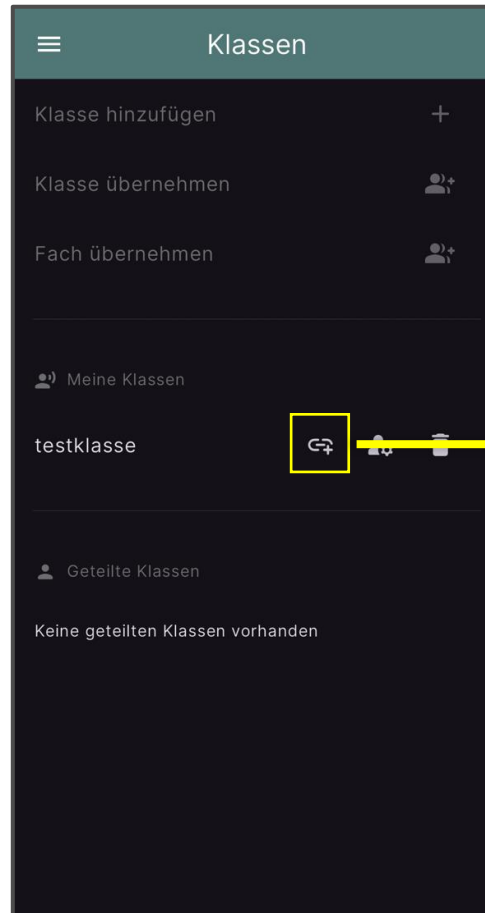 Klassen
Klasse hinzufügen
Klasse übernehmen
Fach übernehmen
Meine Klassen
testklasse
Geteilte Klassen
Keine geteilten Klassen vorhanden